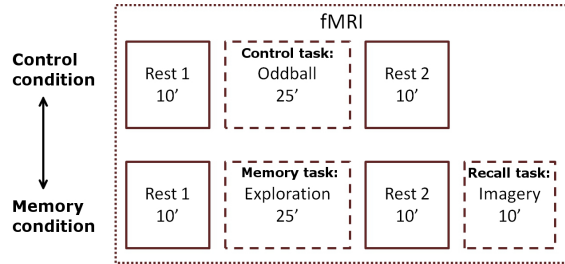 fMRI
Control
condition
Rest 1
10’
Control task:
Oddball
25’
Rest 2
10’
Memory
condition
Rest 1
10’
Memory task:
Exploration
25’
Rest 2
10’
Recall task:
Imagery
10’